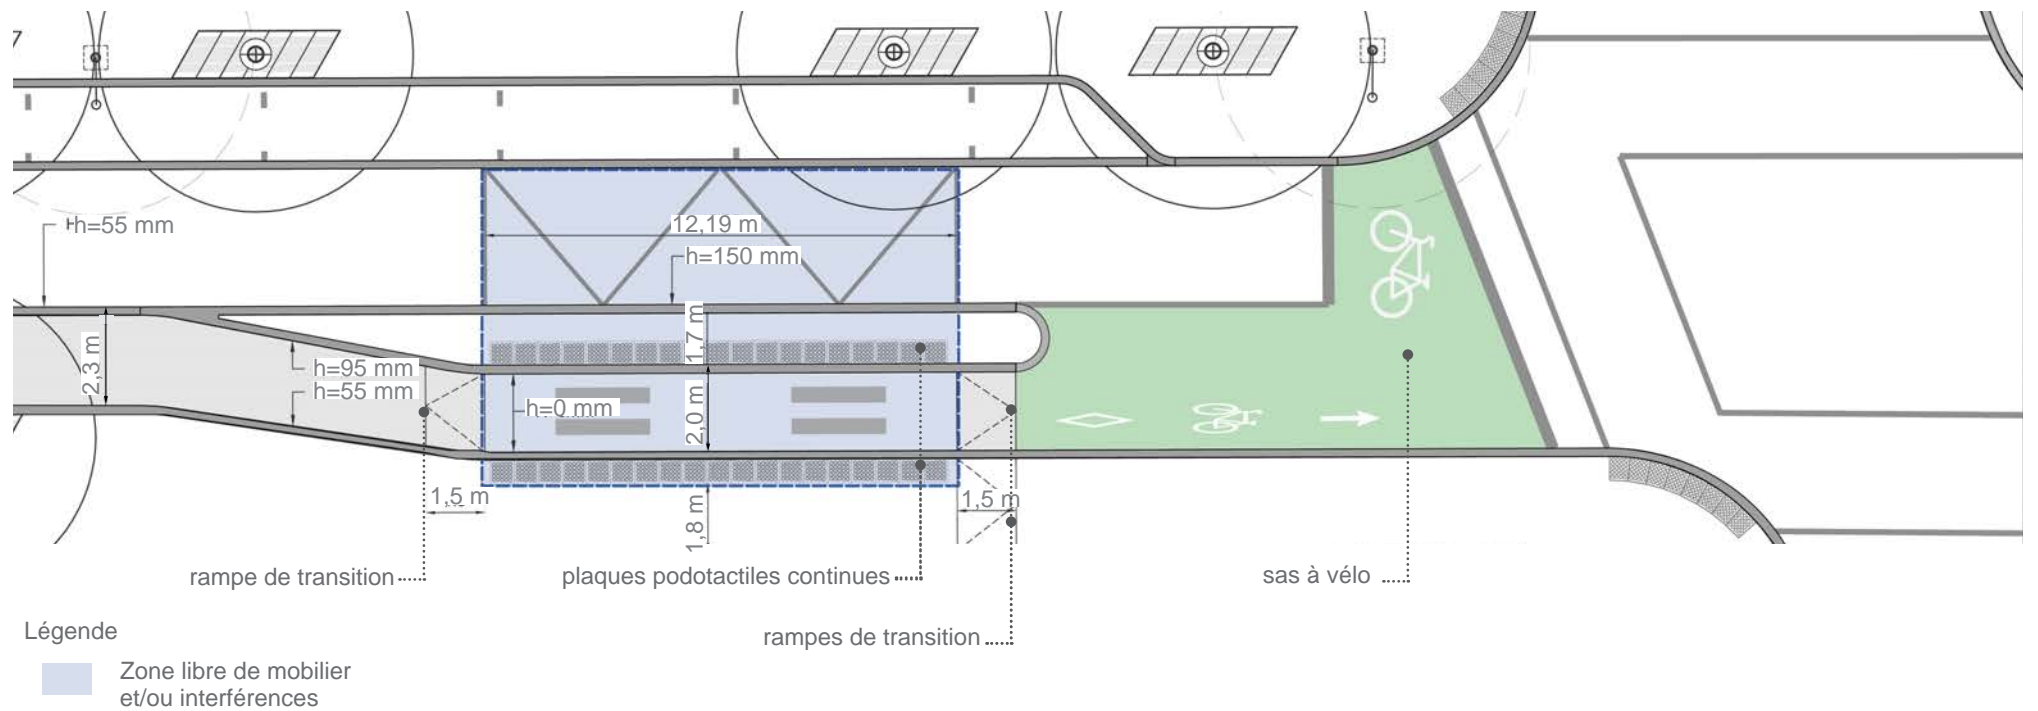 12,19 m
h=55 mm
h=150 mm
1,7 m
2,3 m
h=95 mm
h=55 mm
h=0 mm
2,0 m
1,5 m
1,5 m
1,8 m
rampe de transition
plaques podotactiles continues
sas à vélo
rampes de transition
Légende
Zone libre de mobilier
et/ou interférences